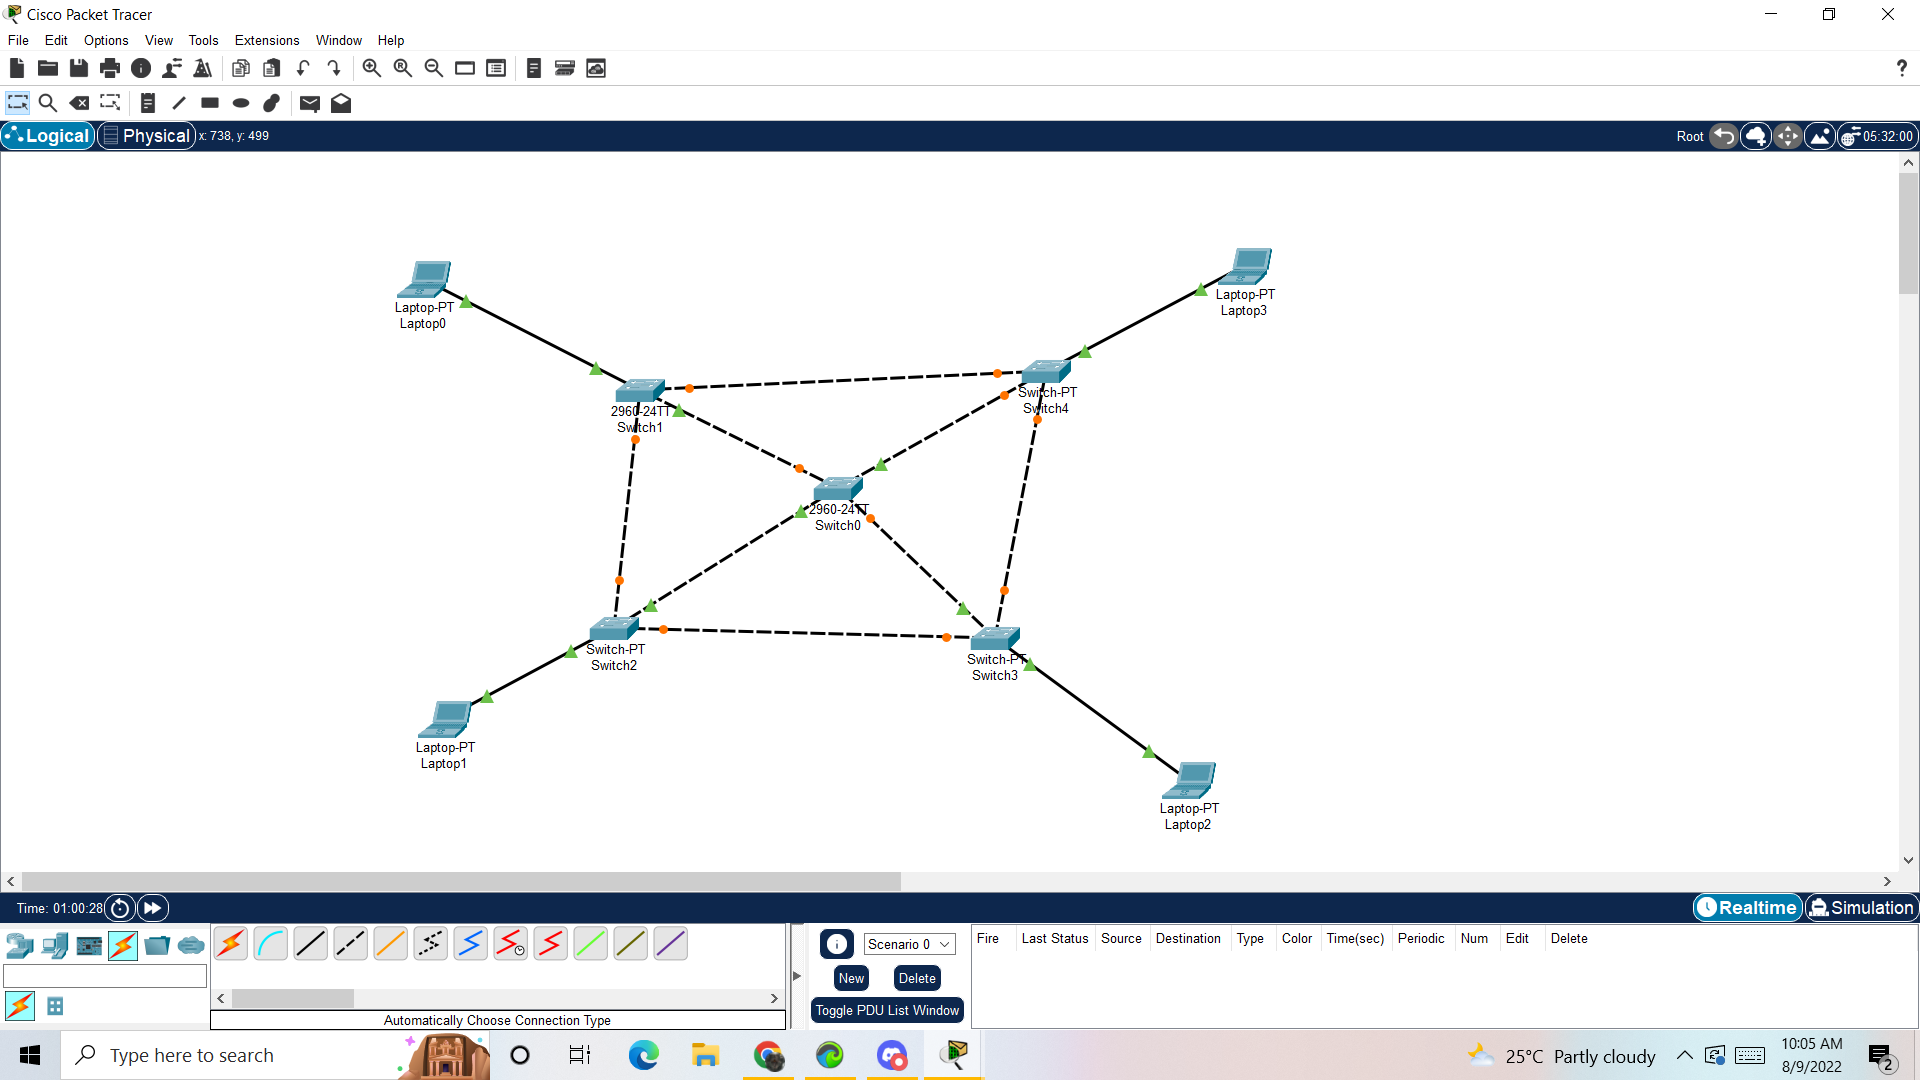 Cisco Packet Tracer
File Edit Options View Tools Extensions Window Help
?
Logical Physical x: 738, y: 499 Root 05:32:00
Laptop-PT
Laptop0
Laptop-PT
Laptop3
2960-24TT
Switch1
Switch-PT
Switch4
2960-24TT
Switch0
Switch-PT
Switch2
Switch-PT
Switch3
Laptop-PT
Laptop1
Laptop-PT
Laptop2
Time: 01:00:28 Realtime Simulation
Scenario 0
New Delete
Toggle PDU List Window
Fire Last Status Source Destination Type Color Time(sec) Periodic Num Edit Delete
Automatically Choose Connection Type
Type here to search
25°C Partly cloudy
10:05 AM
8/9/2022
2